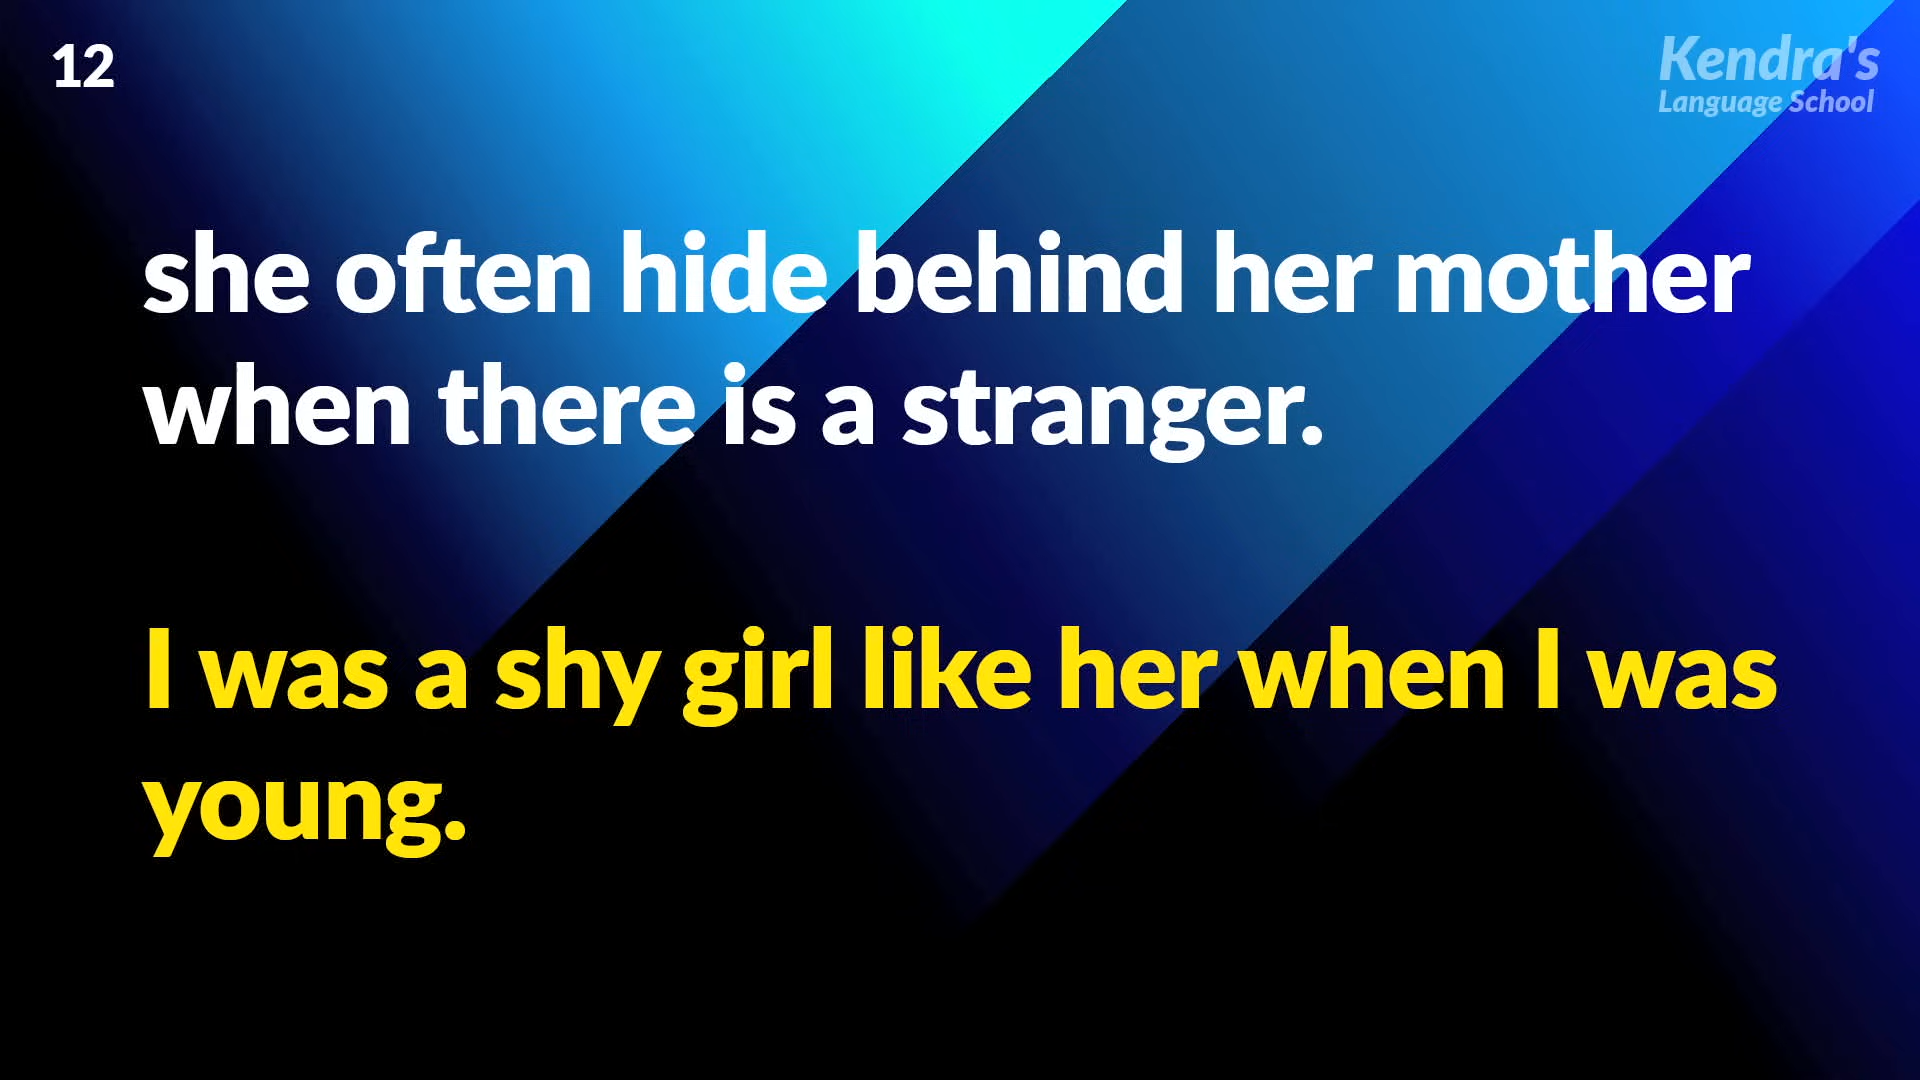 12
Kendra's
Language School
she often hide behind her mother
when there is a stranger.
I was a shy girl like her when I was
young.